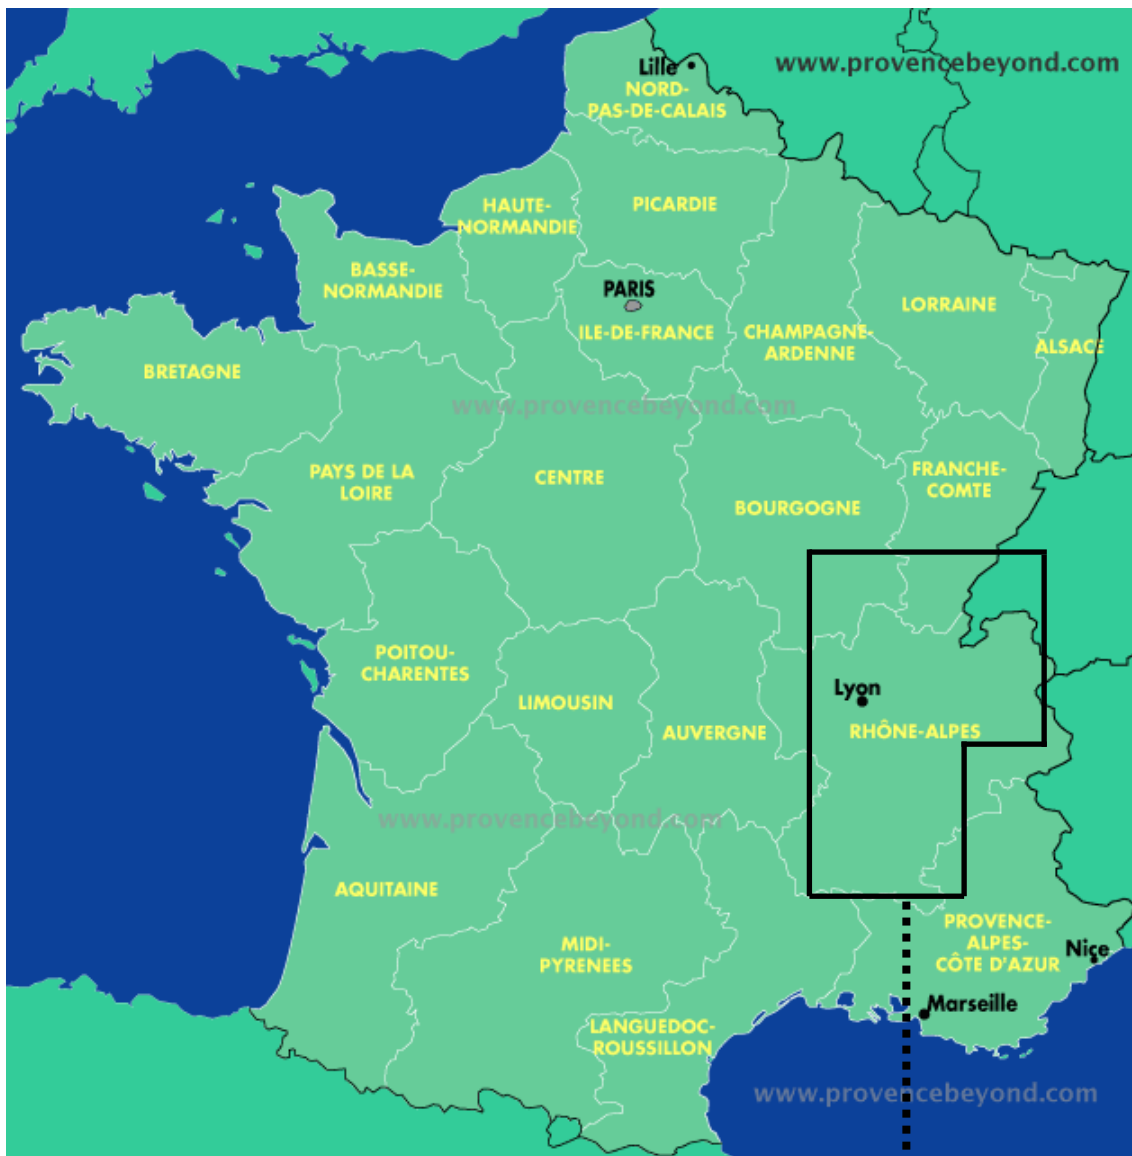 www.provencebeyond.com
Lille
NORD-
PAS-DE-CALAIS
HAUTE-
NORMANDIE
PICARDIE
BASSE-
NORMANDIE
PARIS
ILE-DE-FRANCE
CHAMPAGNE-
ARDENNE
LORRAINE
ALSACE
BRETAGNE
www.provencebeyond.com
PAYS DE LA
LOIRE
CENTRE
BOURGOGNE
FRANCHE-
COMTE
POITOU-
CHARENTES
LIMOUSIN
AUVERGNE
Lyon
RHÔNE-ALPES
www.provencebeyond.com
AQUITAINE
MIDI-
PYRENEES
PROVENCE-
ALPES-
CÔTE D'AZUR
Nice
Marseille
LANGUEDOC-
ROUSSILLON
www.provencebeyond.com